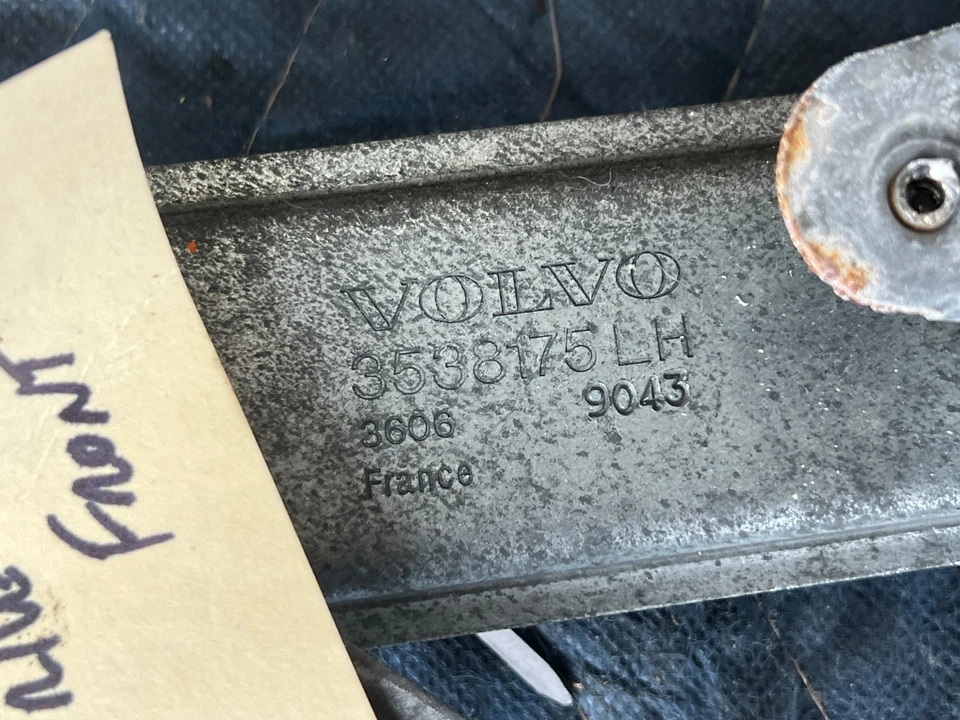 VOLVO
3538175 LH
3606 9043
France
Front